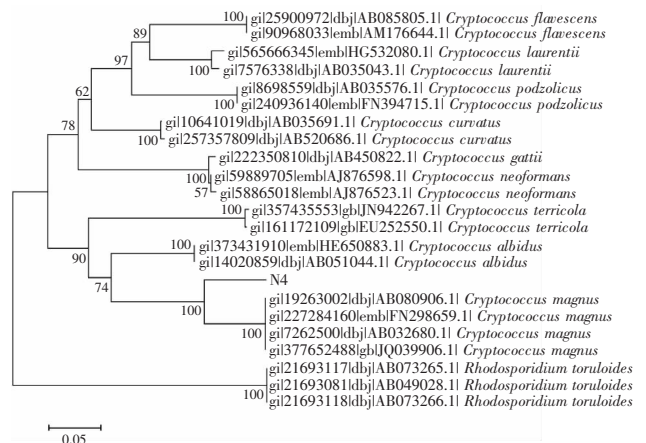 100 gi|25900972|dbj|AB085805.1| Cryptococcus flavescens
gi|90968033|emb|AM176644.1| Cryptococcus flavescens
89
gi|565666345|emb|HG532080.1| Cryptococcus laurentii
97
100 gi|7576338|dbj|AB035043.1| Cryptococcus laurentii
gi|8698559|dbj|AB035576.1| Cryptococcus podzolicus
62
100 gi|240936140|emb|FN394715.1| Cryptococcus podzolicus
gi|10641019|dbj|AB035691.1| Cryptococcus curvatus
78
100 gi|257357809|dbj|AB520686.1| Cryptococcus curvatus
gi|222350810|dbj|AB450822.1| Cryptococcus gattii
100 gi|59889705|emb|AJ876598.1| Cryptococcus neoformans
57 gi|58865018|emb|AJ876523.1| Cryptococcus neoformans
100 gi|357435553|gb|JN942267.1| Cryptococcus terricola
gi|161172109|gb|EU252550.1| Cryptococcus terricola
90
100 gi|373431910|emb|HE650883.1| Cryptococcus albidus
gi|14020859|dbj|AB051044.1| Cryptococcus albidus
74
N4
100
gi|19263002|dbj|AB080906.1| Cryptococcus magnus
gi|227284160|emb|FN298659.1| Cryptococcus magnus
100 gi|7262500|dbj|AB032680.1| Cryptococcus magnus
gi|377652488|gb|JQ039906.1| Cryptococcus magnus
gi|21693117|dbj|AB073265.1| Rhodosporidium toruloides
gi|21693081|dbj|AB049028.1| Rhodosporidium toruloides
100 gi|21693118|dbj|AB073266.1| Rhodosporidium toruloides
0.05